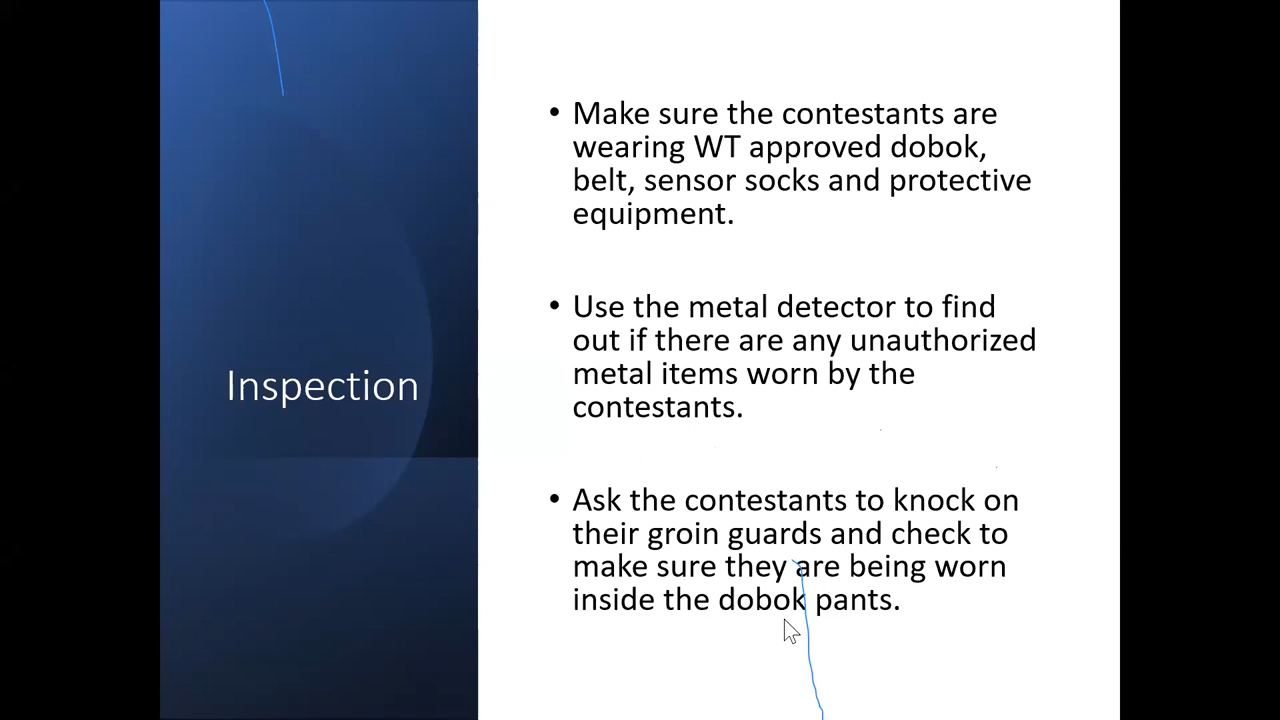 Inspection
• Make sure the contestants are
wearing WT approved dobok,
belt, sensor socks and protective
equipment.
• Use the metal detector to find
out if there are any unauthorized
metal items worn by the
contestants.
• Ask the contestants to knock on
their groin guards and check to
make sure they are being worn
inside the dobok pants.